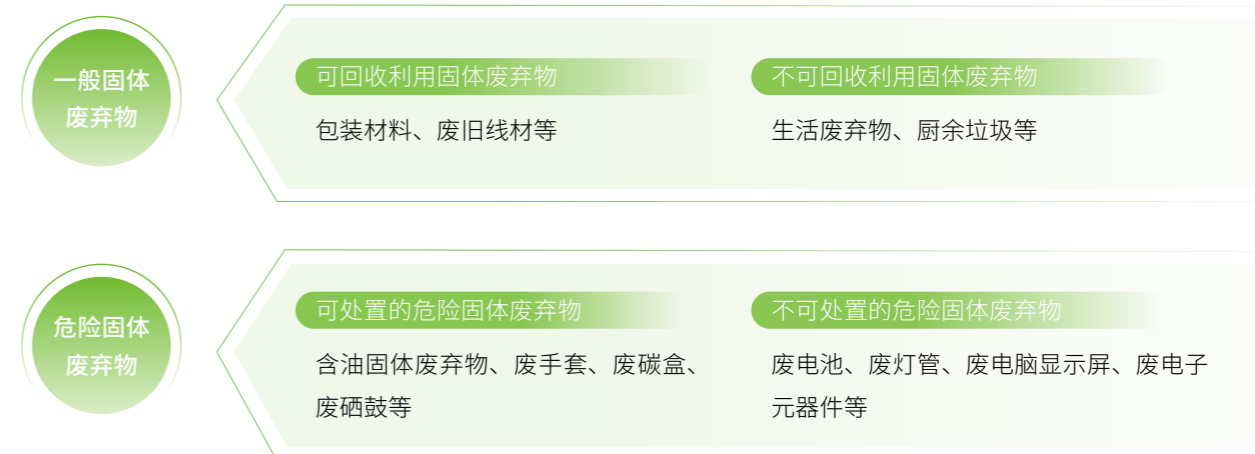 一般固体
废弃物
可回收利用固体废弃物
包装材料、废旧线材等
不可回收利用固体废弃物
生活废弃物、厨余垃圾等
危险固体
废弃物
可处置的危险固体废弃物
含油固体废弃物、废手套、废碳盒、
废硒鼓等
不可处置的危险固体废弃物
废电池、废灯管、废电脑显示屏、废电子
元器件等